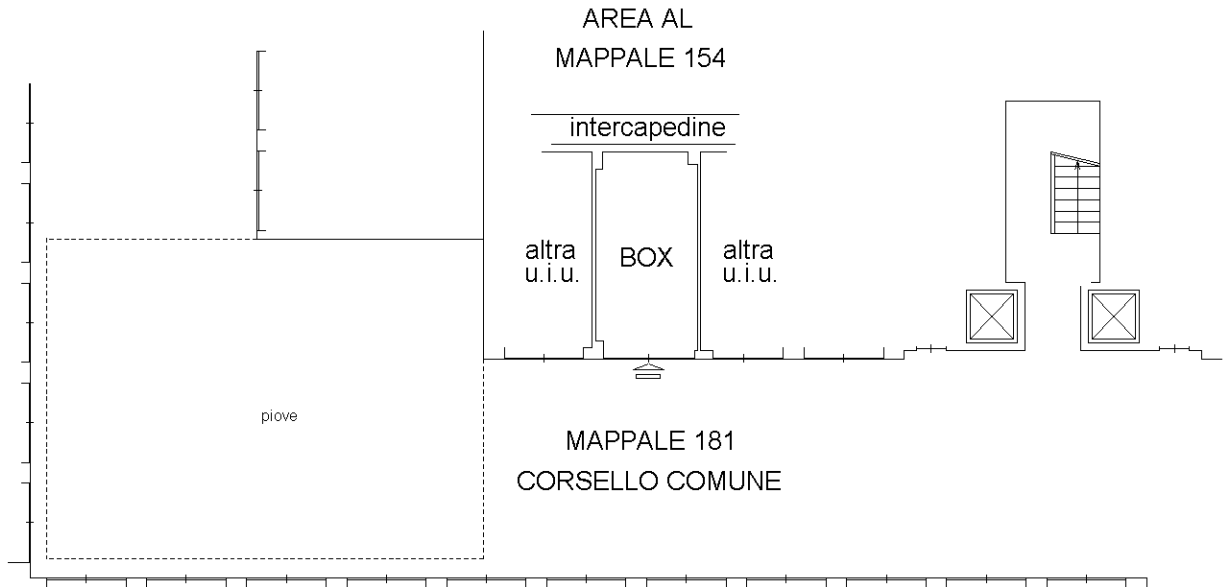 AREA AL
MAPPALE 154
intercapedine
altra
u.i.u.
BOX
altra
u.i.u.
piove
MAPPALE 181
CORSELLO COMUNE